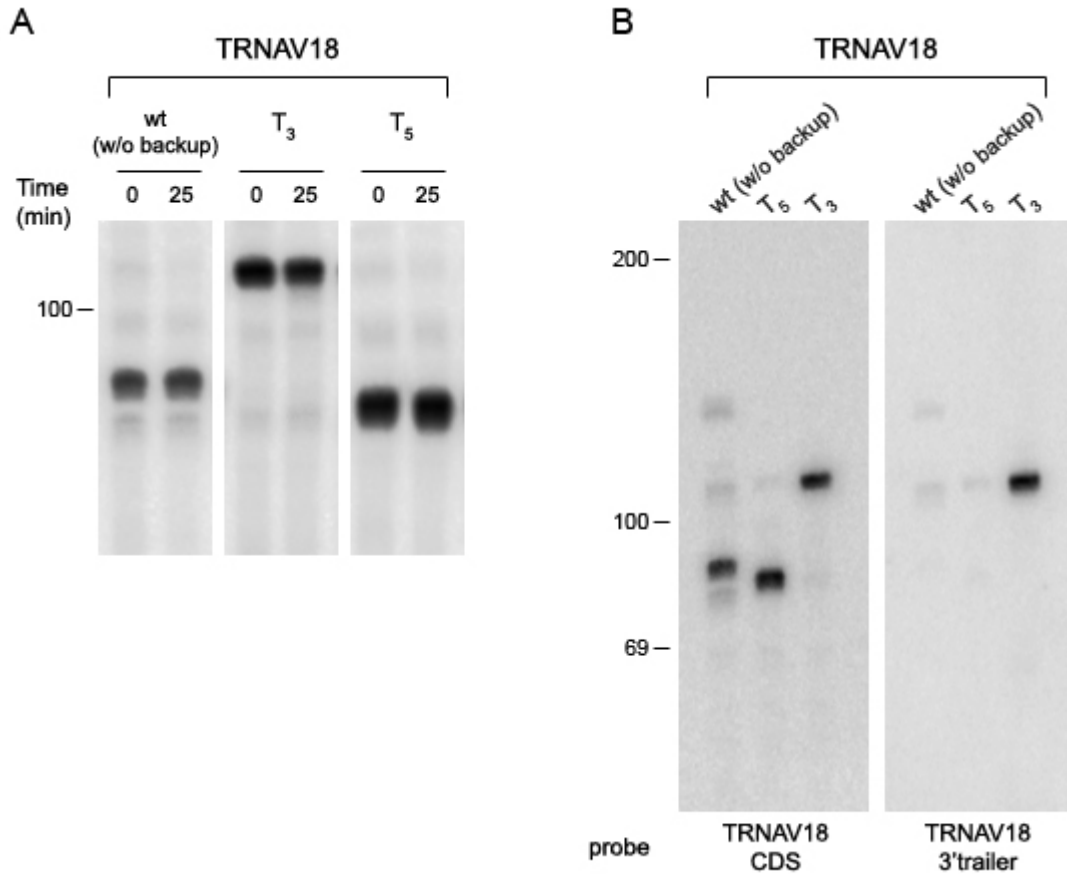 A
TRNAV18
wt
(w/o backup)
T3
T5
Time
(min)
0 25 0 25 0 25
100
B
TRNAV18
wt (w/o backup) T5 T3 wt (w/o backup) T5 T3
200
100
69
probe
TRNAV18
CDS
TRNAV18
3'trailer